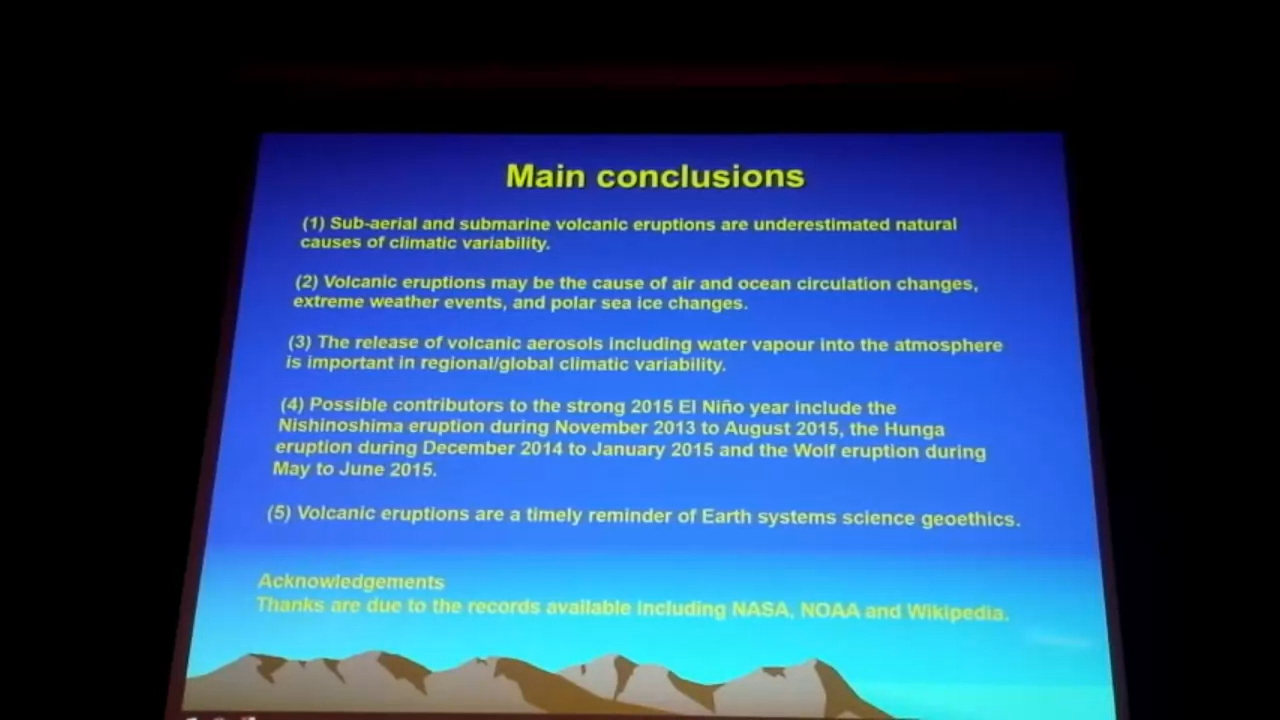 Main conclusions
(1) Sub-aerial and submarine volcanic eruptions are underestimated natural
causes of climatic variability.
(2) Volcanic eruptions may be the cause of air and ocean circulation changes,
extreme weather events, and polar sea ice changes.
(3) The release of volcanic aerosols including water vapour into the atmosphere
is important in regional/global climatic variability.
(4) Possible contributors to the strong 2015 El Niño year include the
Nishinoshima eruption during November 2013 to August 2015, the Hunga
eruption during December 2014 to January 2015 and the Wolf eruption during
May to June 2015.
(5) Volcanic eruptions are a timely reminder of Earth systems science geoethics.
Acknowledgements
Thanks are due to the records available including NASA, NOAA and Wikipedia.